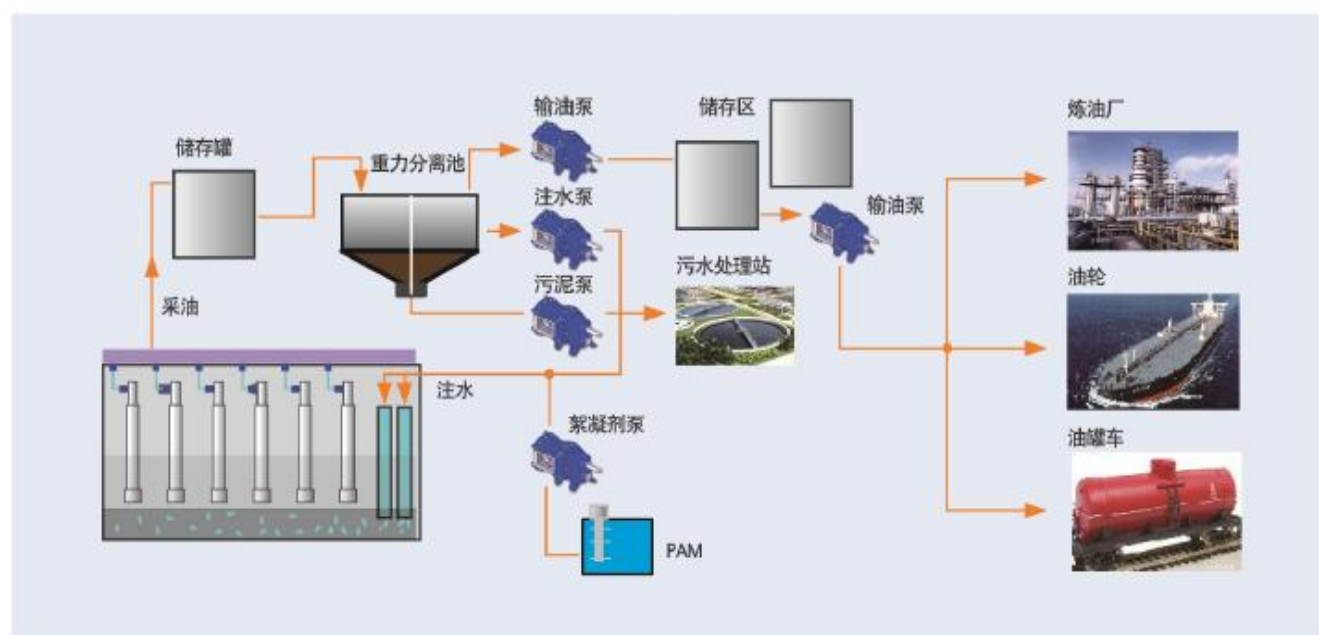 输油泵
储存区
炼油厂
储存罐
重力分离池
注水泵
输油泵
污水处理站
油轮
污泥泵
采油
注水
絮凝剂泵
油罐车
PAM